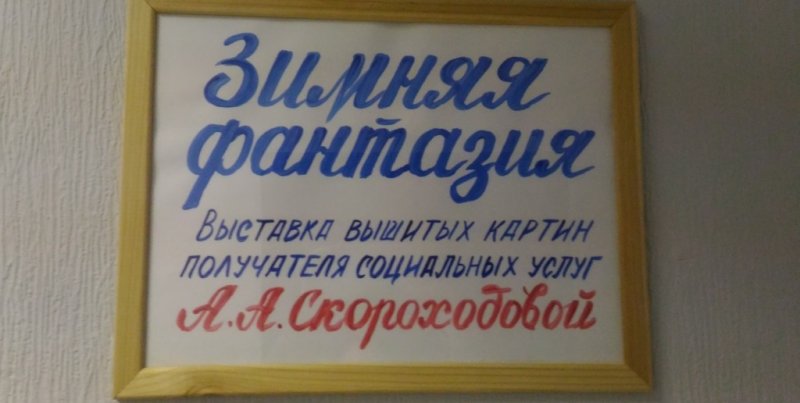 Зимняя
фантазия
Выставка вышитых картин
получателя социальных услуг
А.А.Скороходовой